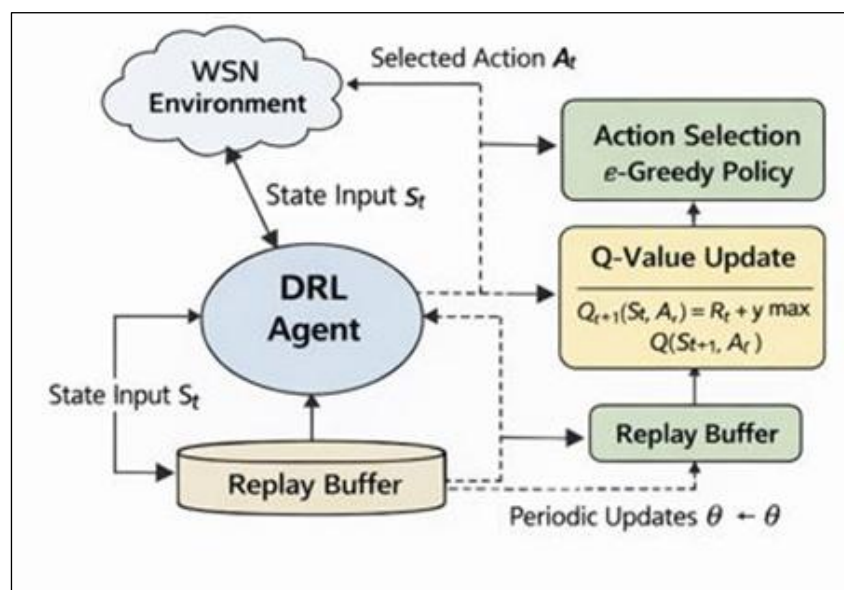 WSN
Environment
Selected Action Aₜ
Action Selection
e-Greedy Policy
State Input Sₜ
Q-Value Update
Qₜ₊₁(Sₜ, Aᵣ) = Rₜ + y max
Q(Sₜ₊₁, Aₜ)
DRL
Agent
State Input Sₜ
Replay Buffer
Replay Buffer
Periodic Updates θ ← θ